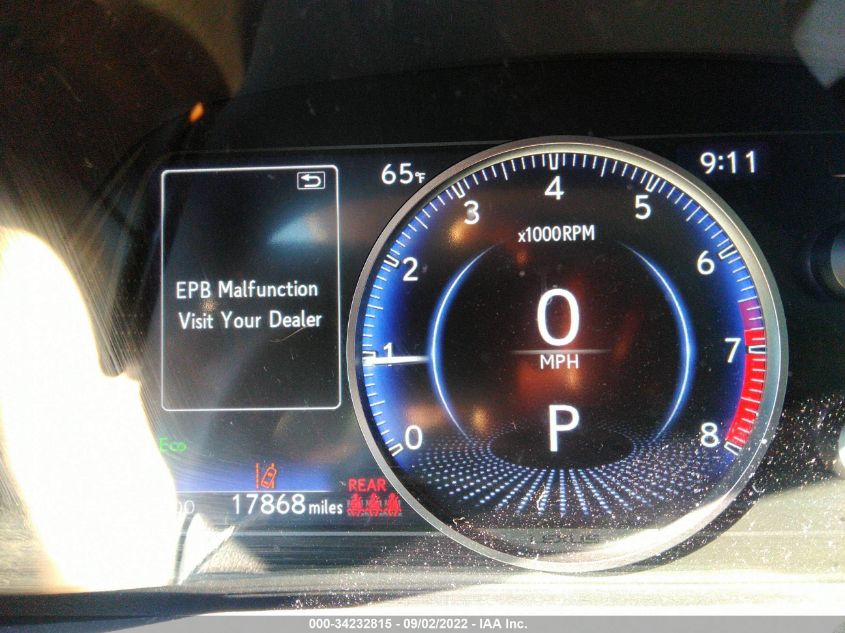 65°F
9:11
EPB Malfunction
Visit Your Dealer
x1000RPM
0 1 2 3 4 5 6 7 8
0
MPH
P
Eco
17868 miles
REAR
LEXUS
000-34232815 - 09/02/2022 - IAA Inc.